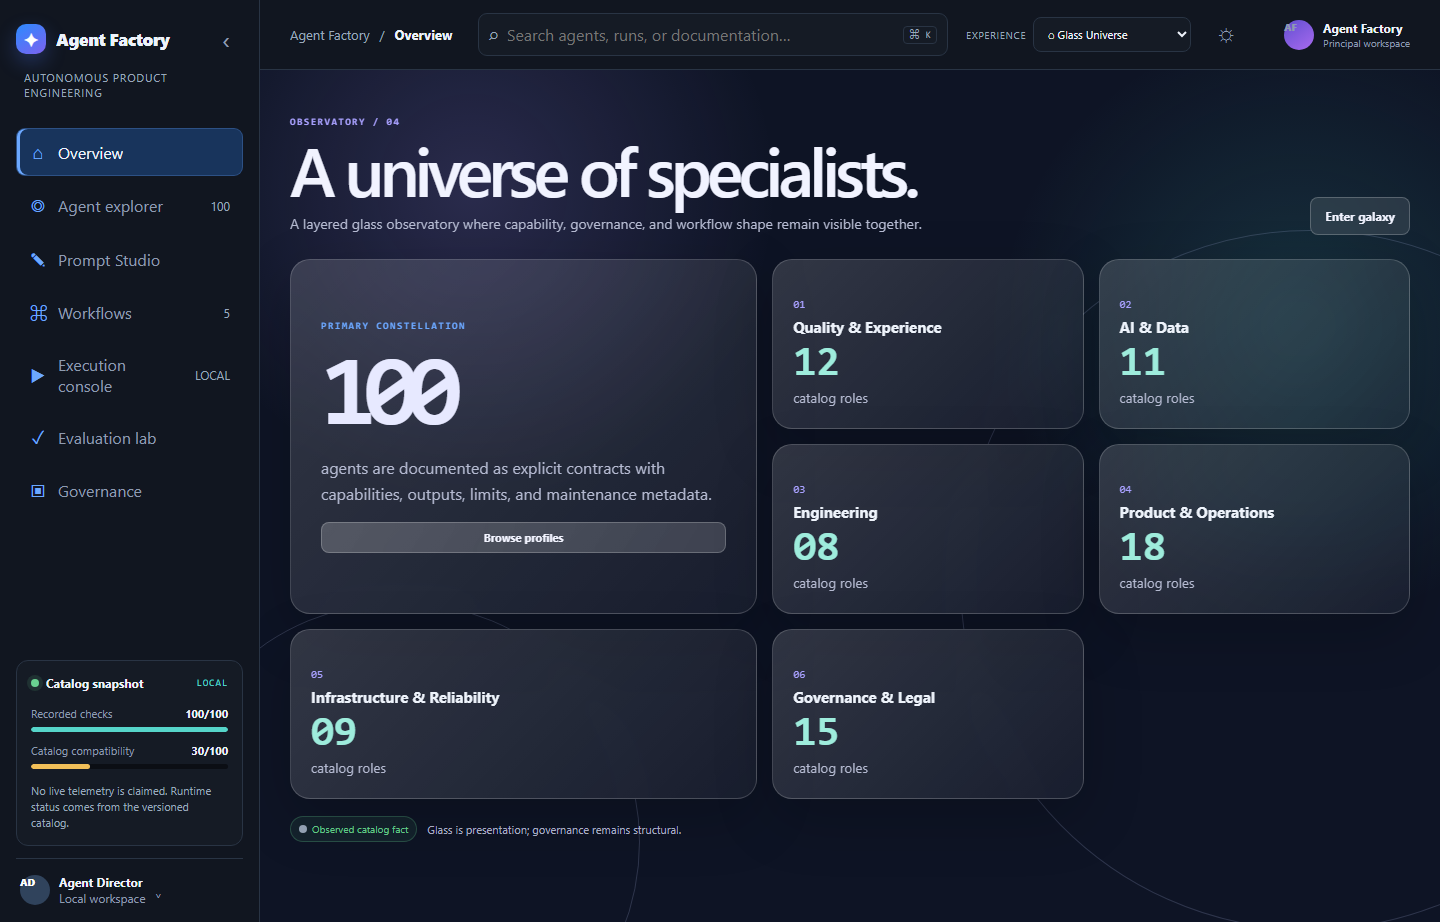 Agent Factory
AUTONOMOUS PRODUCT
ENGINEERING
Overview
Agent explorer 100
Prompt Studio
Workflows 5
Execution
console
LOCAL
Evaluation lab
Governance
Catalog snapshot LOCAL
Recorded checks 100/100
Catalog compatibility 30/100
No live telemetry is claimed. Runtime
status comes from the versioned
catalog.
AD
Agent Director
Local workspace
Agent Factory / Overview
Search agents, runs, or documentation...
⌘ K
EXPERIENCE
Glass Universe
AF
Agent Factory
Principal workspace
OBSERVATORY / 04
A universe of specialists.
A layered glass observatory where capability, governance, and workflow shape remain visible together.
Enter galaxy
PRIMARY CONSTELLATION
100
agents are documented as explicit contracts with
capabilities, outputs, limits, and maintenance metadata.
Browse profiles
01
Quality & Experience
12
catalog roles
02
AI & Data
11
catalog roles
03
Engineering
08
catalog roles
04
Product & Operations
18
catalog roles
05
Infrastructure & Reliability
09
catalog roles
06
Governance & Legal
15
catalog roles
Observed catalog fact
Glass is presentation; governance remains structural.